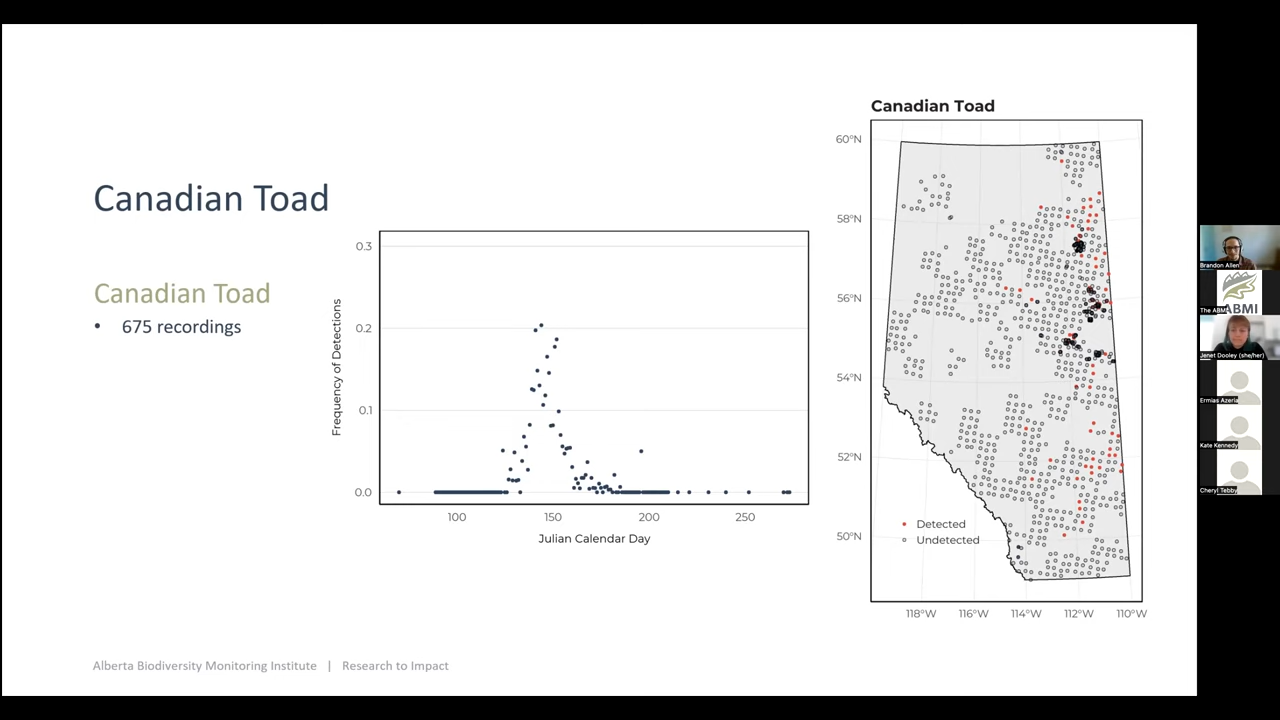 Canadian Toad
Canadian Toad
• 675 recordings
Frequency of Detections
0.3
0.2
0.1
0.0
100 150 200 250
Julian Calendar Day
Canadian Toad
60°N
58°N
56°N
54°N
52°N
50°N
Detected
Undetected
118°W 116°W 114°W 112°W 110°W
Alberta Biodiversity Monitoring Institute | Research to Impact
Brandon Allen
ABMI
The ABMI
Jenet Dooley (she/her)
Ermias Azeria
Kate Kennedy
Cheryl Tebby